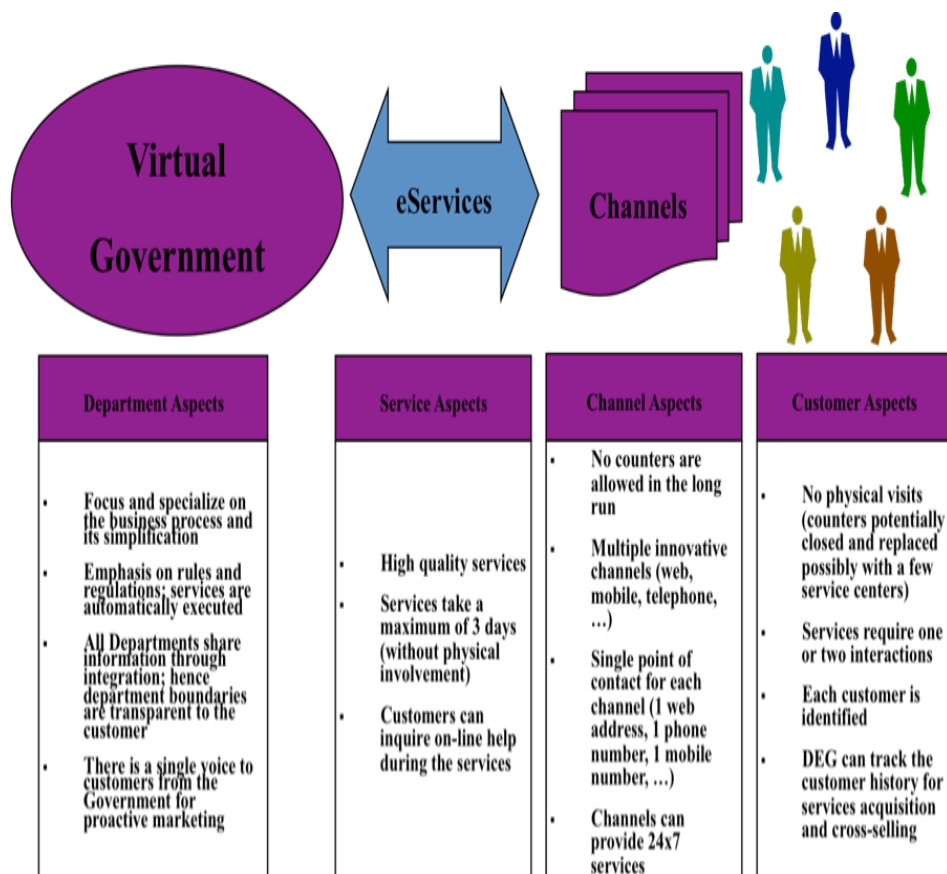 Virtual
Government
eServices
Channels
Department Aspects
▪ Focus and specialize on
the business process and
its simplification
▪ Emphasis on rules and
regulations; services are
automatically executed
▪ All Departments share
information through
integration; hence
department boundaries
are transparent to the
customer
▪ There is a single voice to
customers from the
Government for
proactive marketing
Service Aspects
▪ High quality services
▪ Services take a
maximum of 3 days
(without physical
involvement)
▪ Customers can
inquire on-line help
during the services
Channel Aspects
▪ No counters are
allowed in the long
run
▪ Multiple innovative
channels (web,
mobile, telephone,
…)
▪ Single point of
contact for each
channel (1 web
address, 1 phone
number, 1 mobile
number, …)
▪ Channels can
provide 24x7
services
Customer Aspects
▪ No physical visits
(counters potentially
closed and replaced
possibly with a few
service centers)
▪ Services require one
or two interactions
▪ Each customer is
identified
▪ DEG can track the
customer history for
services acquisition
and cross-selling